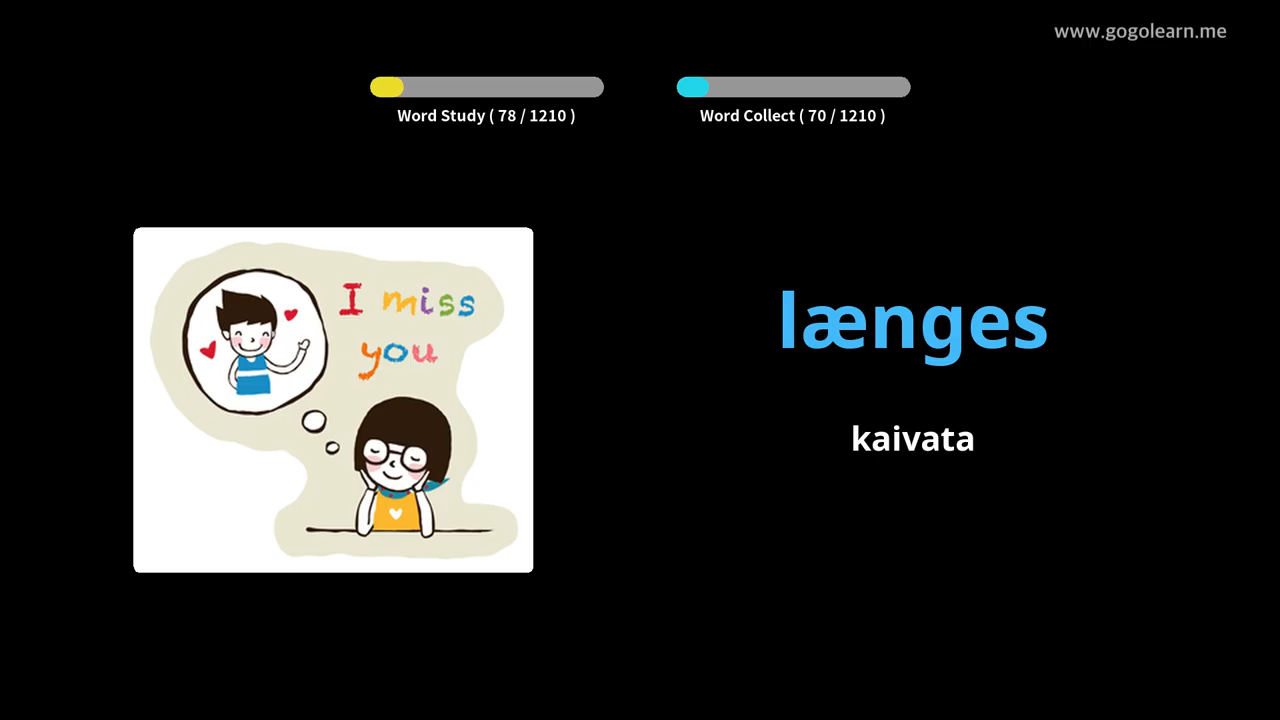 www.gogolearn.me
Word Study ( 78 / 1210 )
Word Collect ( 70 / 1210 )
I miss
you
længes
kaivata